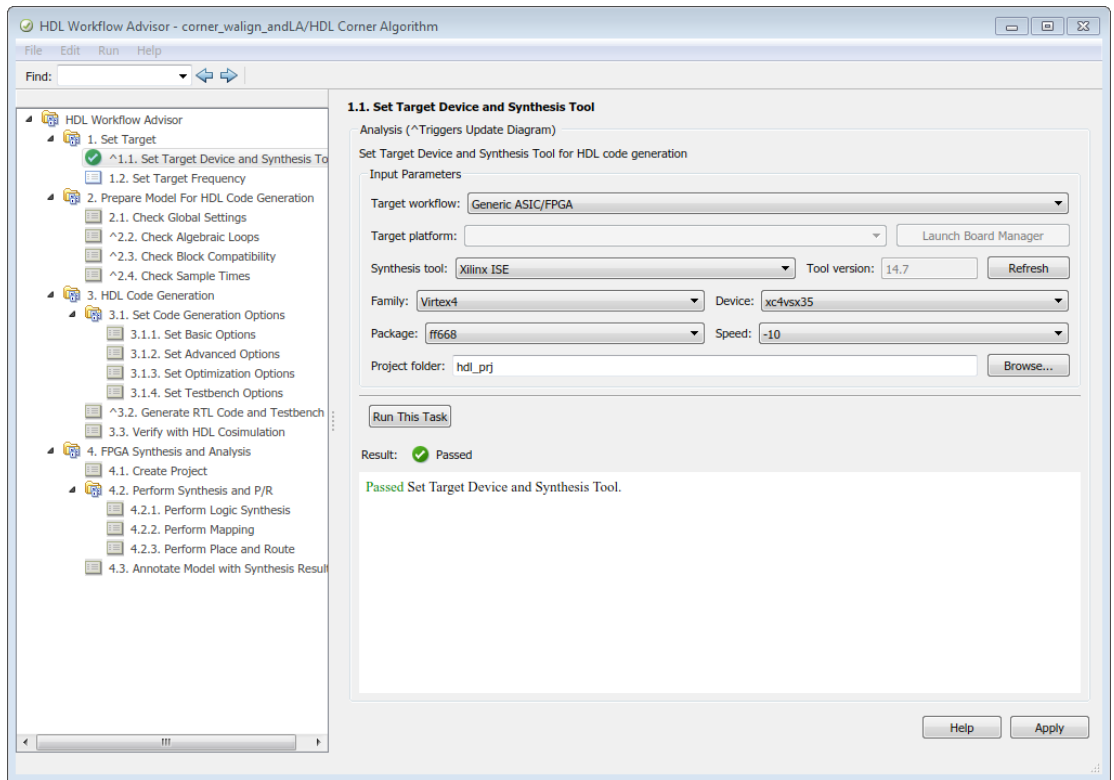 HDL Workflow Advisor - corner_walign_andLA/HDL Corner Algorithm
File Edit Run Help
Find:
HDL Workflow Advisor
1. Set Target
^1.1. Set Target Device and Synthesis To
1.2. Set Target Frequency
2. Prepare Model For HDL Code Generation
2.1. Check Global Settings
^2.2. Check Algebraic Loops
^2.3. Check Block Compatibility
^2.4. Check Sample Times
3. HDL Code Generation
3.1. Set Code Generation Options
3.1.1. Set Basic Options
3.1.2. Set Advanced Options
3.1.3. Set Optimization Options
3.1.4. Set Testbench Options
^3.2. Generate RTL Code and Testbench
3.3. Verify with HDL Cosimulation
4. FPGA Synthesis and Analysis
4.1. Create Project
4.2. Perform Synthesis and P/R
4.2.1. Perform Logic Synthesis
4.2.2. Perform Mapping
4.2.3. Perform Place and Route
4.3. Annotate Model with Synthesis Result
1.1. Set Target Device and Synthesis Tool
Analysis (^Triggers Update Diagram)
Set Target Device and Synthesis Tool for HDL code generation
Input Parameters
Target workflow: Generic ASIC/FPGA
Target platform: Launch Board Manager
Synthesis tool: Xilinx ISE Tool version: 14.7 Refresh
Family: Virtex4 Device: xc4vsx35
Package: ff668 Speed: -10
Project folder: hdl_prj Browse...
Run This Task
Result: Passed
Passed Set Target Device and Synthesis Tool.
Help Apply